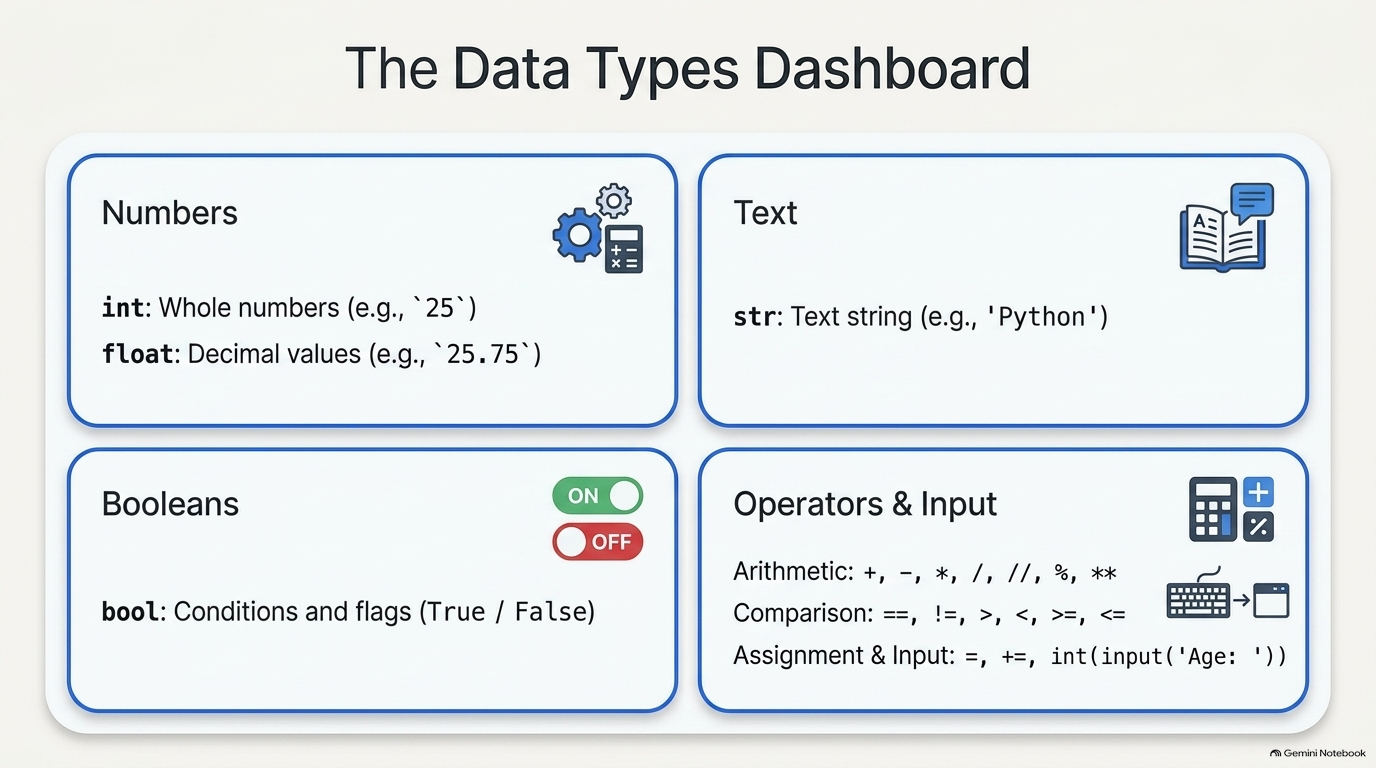 The Data Types Dashboard
Numbers
int: Whole numbers (e.g., `25`)
float: Decimal values (e.g., `25.75`)
Text
A
str: Text string (e.g., 'Python')
Booleans
ON
OFF
bool: Conditions and flags (True / False)
Operators & Input
Arithmetic: +, −, *, /, //, %, **
Comparison: ==, !=, >, <, >=, <=
Assignment & Input: =, +=, int(input('Age: '))
Gemini Notebook